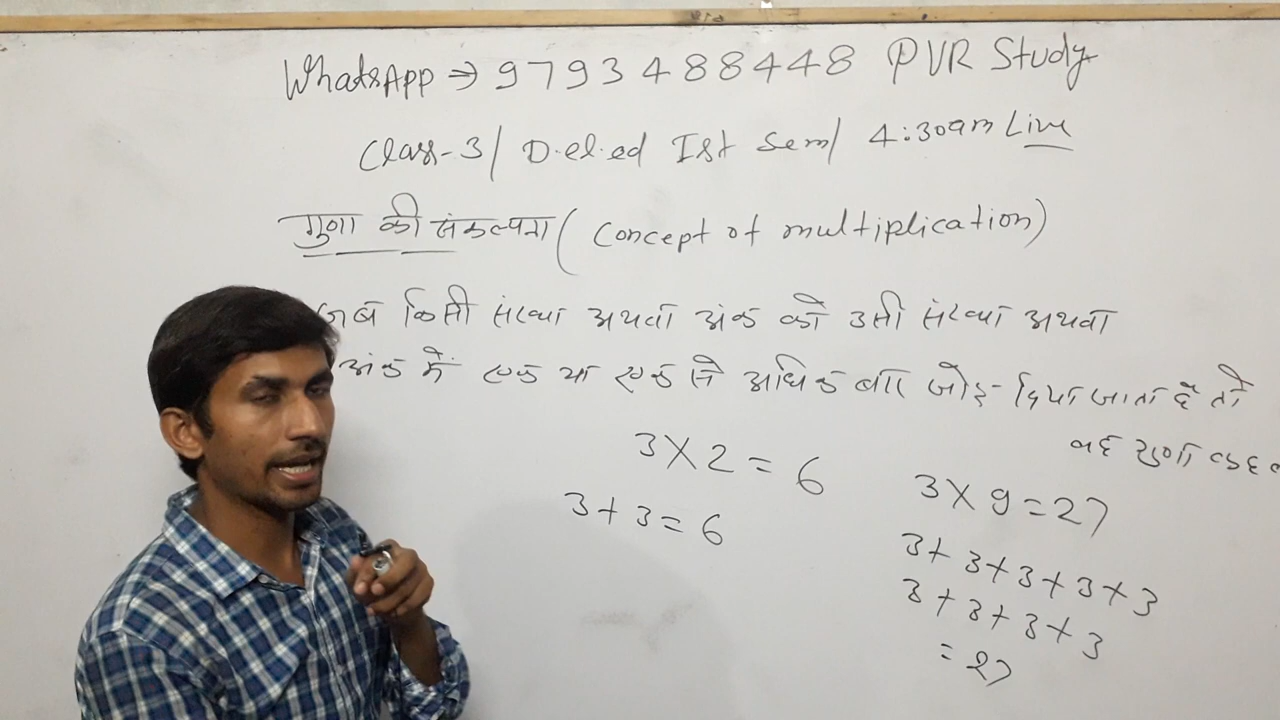 WhatsApp → 9793488448 PVR Study
Class-3/ D.el.ed Ist Sem/ 4:30am Live
गुणा की संकल्पना ( Concept of multiplication)
जब किसी संख्या अथवा अंक को उसी संख्या अथवा
अंक में एक या एक से अधिक बार जोड़ दिया जाता है तो
वह गुणा
3 X 2 = 6
3 + 3 = 6
3 X 9 = 27
3 + 3 + 3 + 3 + 3
3 + 3 + 3 + 3
= 27